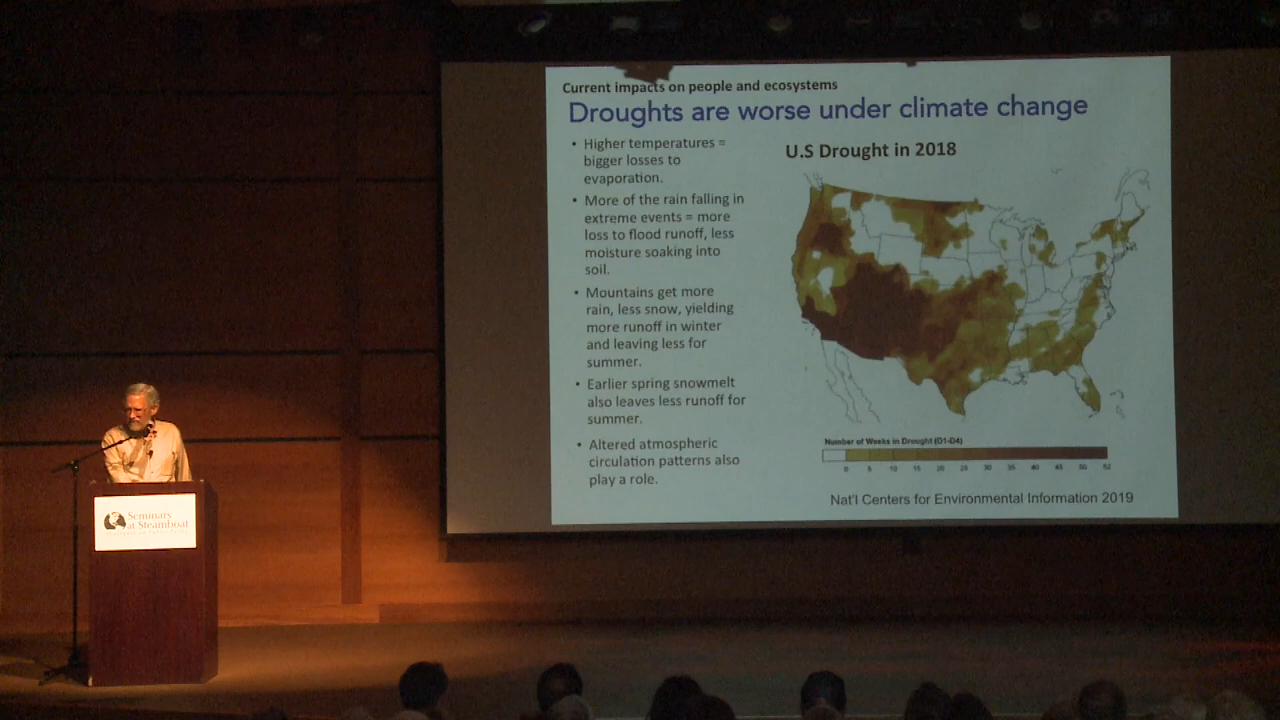 Current impacts on people and ecosystems
Droughts are worse under climate change
• Higher temperatures =
bigger losses to
evaporation.
• More of the rain falling in
extreme events = more
loss to flood runoff, less
moisture soaking into
soil.
• Mountains get more
rain, less snow, yielding
more runoff in winter
and leaving less for
summer.
• Earlier spring snowmelt
also leaves less runoff for
summer.
• Altered atmospheric
circulation patterns also
play a role.
U.S Drought in 2018
Number of Weeks in Drought (D1-D4)
0 5 10 15 20 25 30 35 40 45 50 52
Nat'l Centers for Environmental Information 2019
Seminars
at Steamboat